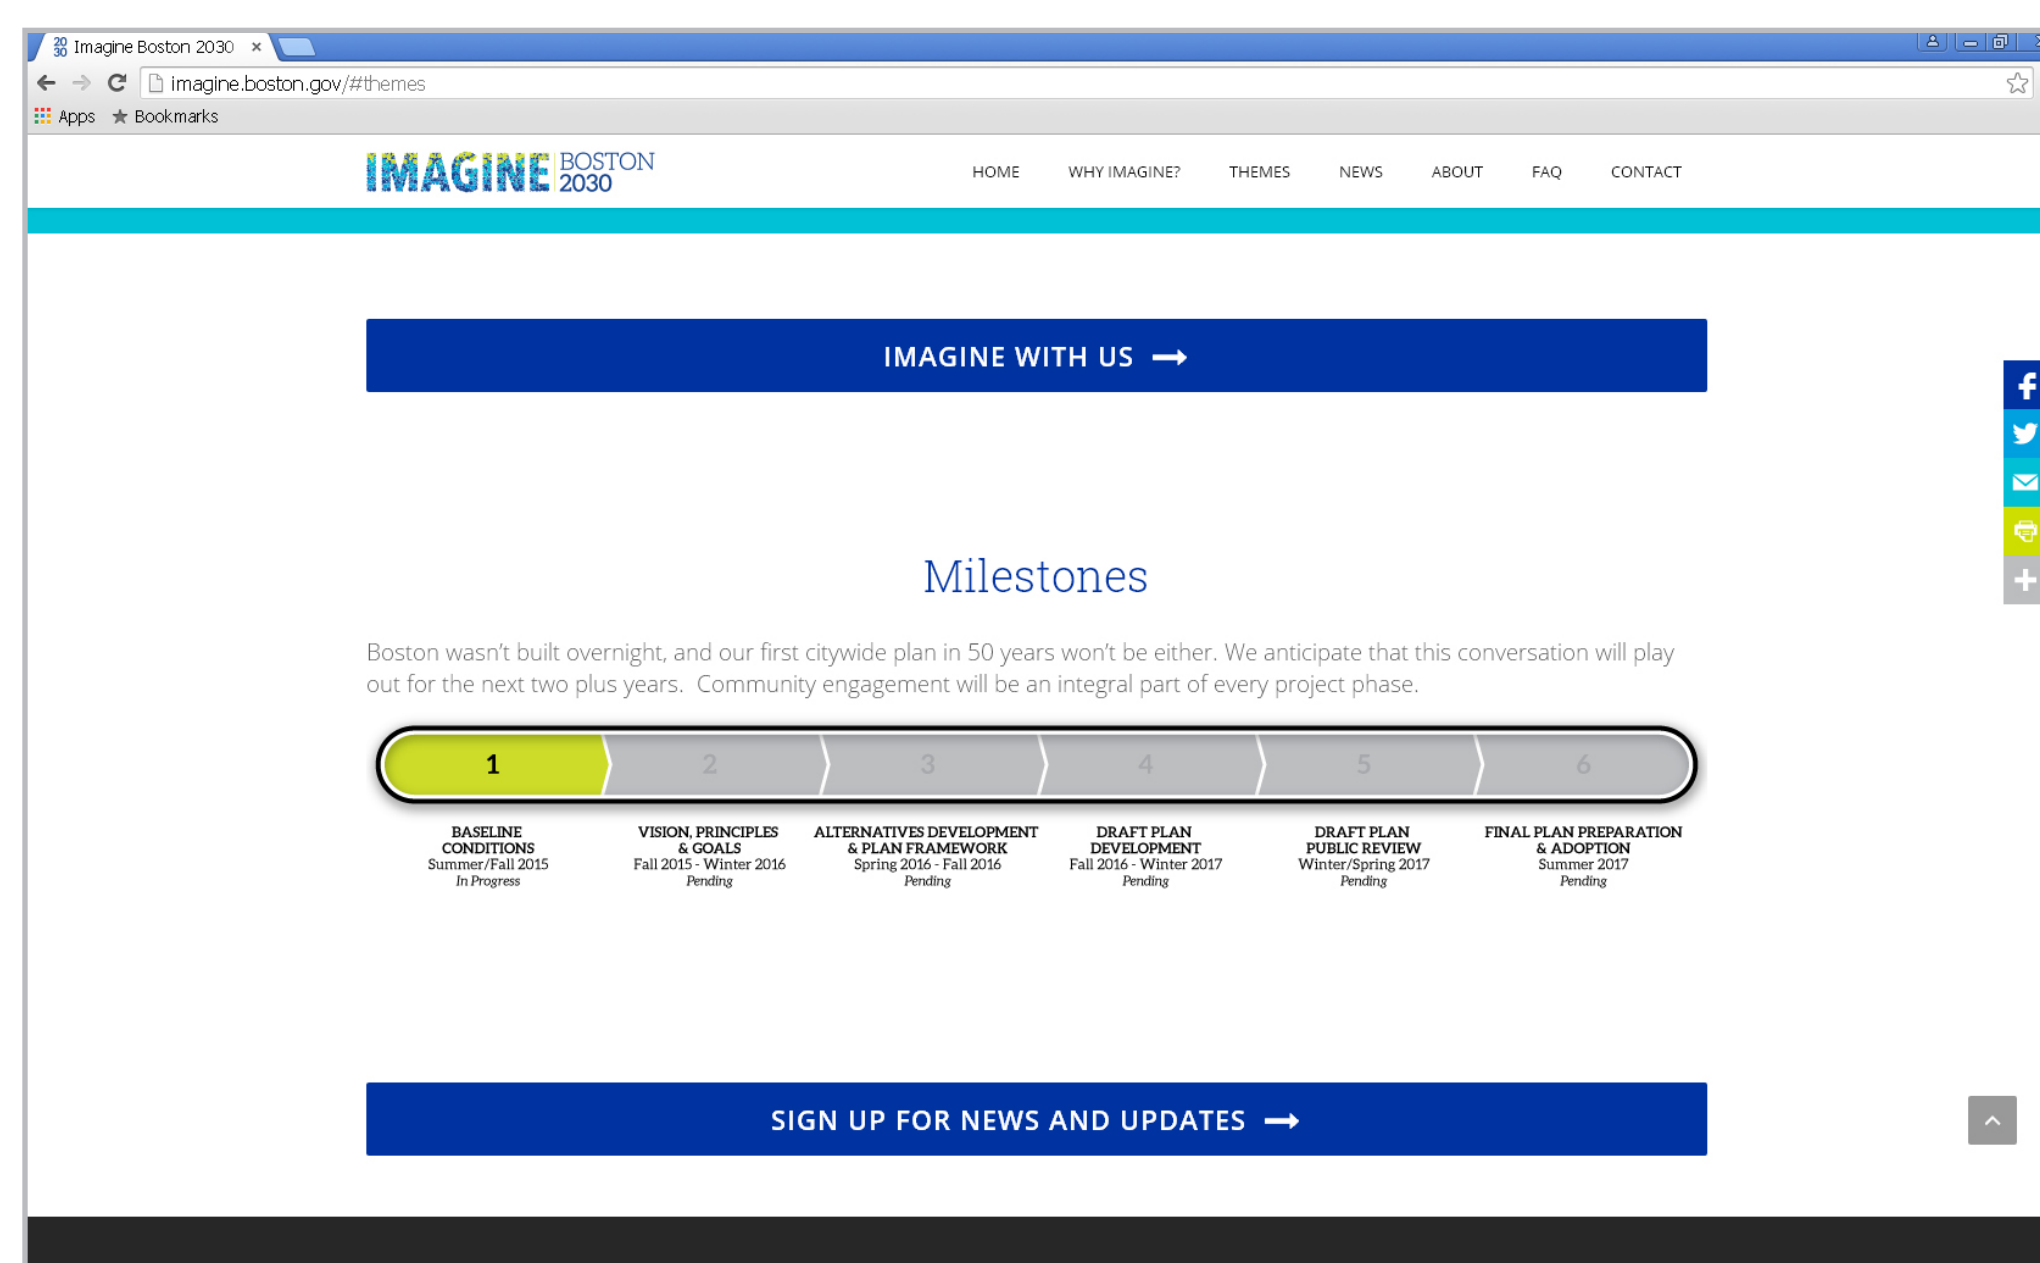 20
30 Imagine Boston 2030 ×
imagine.boston.gov/#themes
Apps Bookmarks
IMAGINE BOSTON
2030
HOME WHY IMAGINE? THEMES NEWS ABOUT FAQ CONTACT
IMAGINE WITH US →
Milestones
Boston wasn't built overnight, and our first citywide plan in 50 years won't be either. We anticipate that this conversation will play
out for the next two plus years. Community engagement will be an integral part of every project phase.
1 2 3 4 5 6
BASELINE
CONDITIONS
Summer/Fall 2015
In Progress
VISION, PRINCIPLES
& GOALS
Fall 2015 - Winter 2016
Pending
ALTERNATIVES DEVELOPMENT
& PLAN FRAMEWORK
Spring 2016 - Fall 2016
Pending
DRAFT PLAN
DEVELOPMENT
Fall 2016 - Winter 2017
Pending
DRAFT PLAN
PUBLIC REVIEW
Winter/Spring 2017
Pending
FINAL PLAN PREPARATION
& ADOPTION
Summer 2017
Pending
SIGN UP FOR NEWS AND UPDATES →